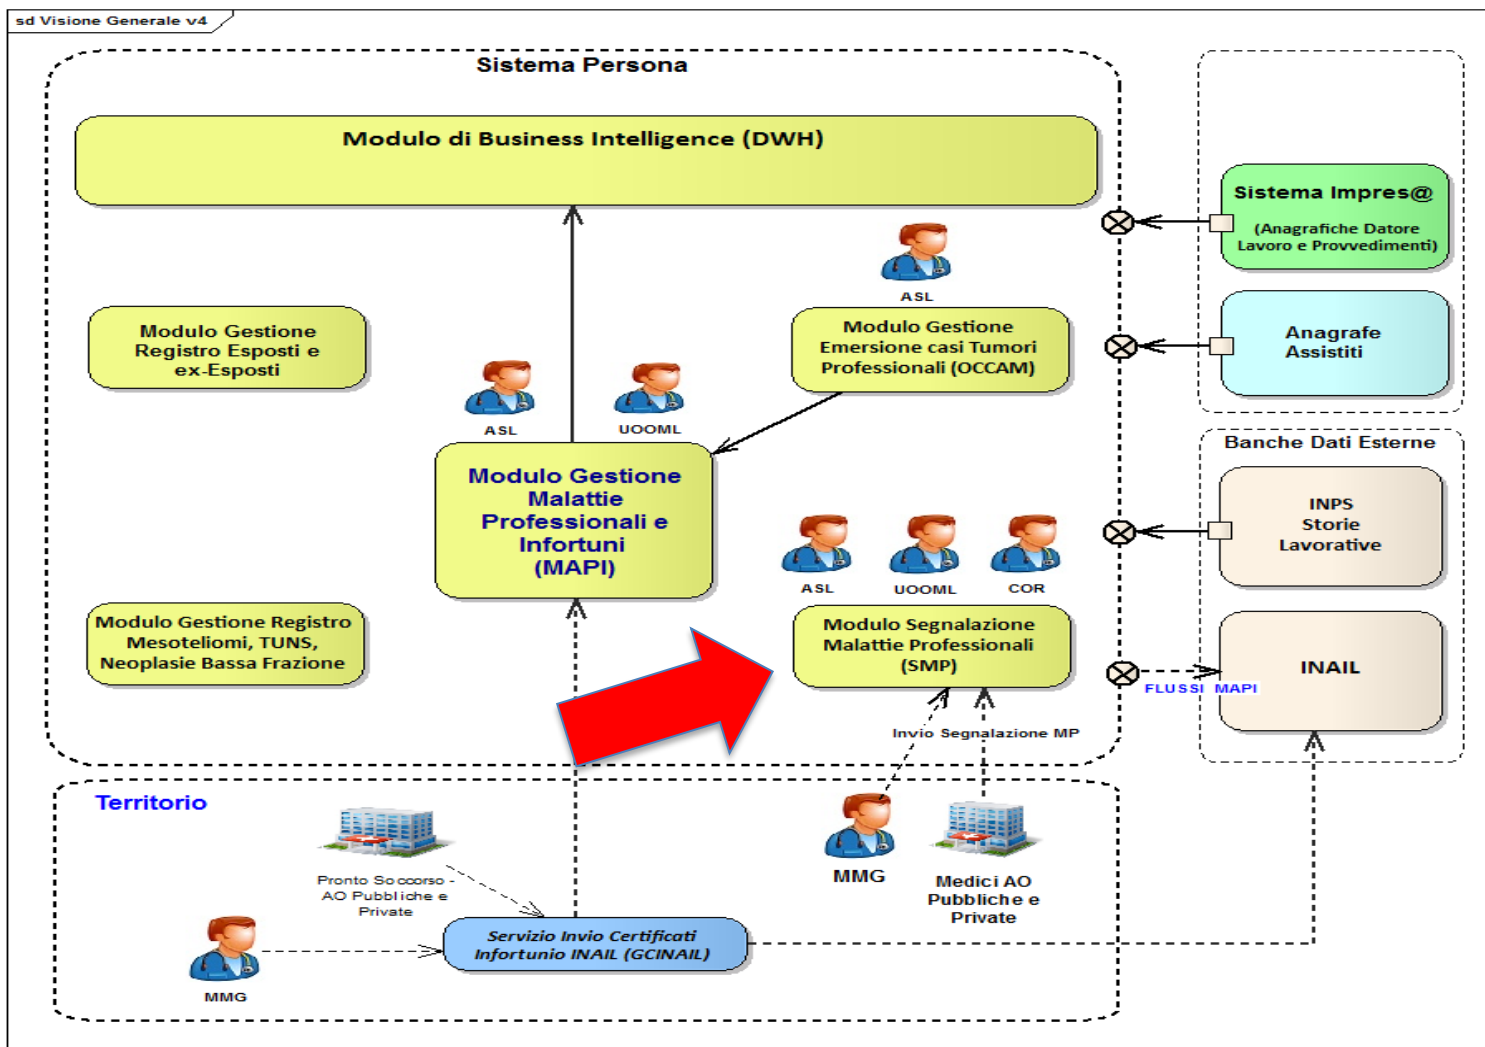 sd Visione Generale v4
Sistema Persona
Modulo di Business Intelligence (DWH)
Sistema Impres@
(Anagrafiche Datore
Lavoro e Provvedimenti)
ASL
Modulo Gestione
Registro Esposti e
ex-Esposti
Modulo Gestione
Emersione casi Tumori
Professionali (OCCAM)
Anagrafe
Assistiti
ASL
UOOML
Banche Dati Esterne
Modulo Gestione
Malattie
Professionali e
Infortuni
(MAPI)
INPS
Storie
Lavorative
ASL
UOOML
COR
Modulo Gestione Registro
Mesoteliomi, TUNS,
Neoplasie Bassa Frazione
Modulo Segnalazione
Malattie Professionali
(SMP)
INAIL
FLUSSI MAPI
Invio Segnalazione MP
Territorio
Pronto Soccorso -
AO Pubbliche e
Private
MMG
Medici AO
Pubbliche e
Private
Servizio Invio Certificati
Infortunio INAIL (GCINAIL)
MMG